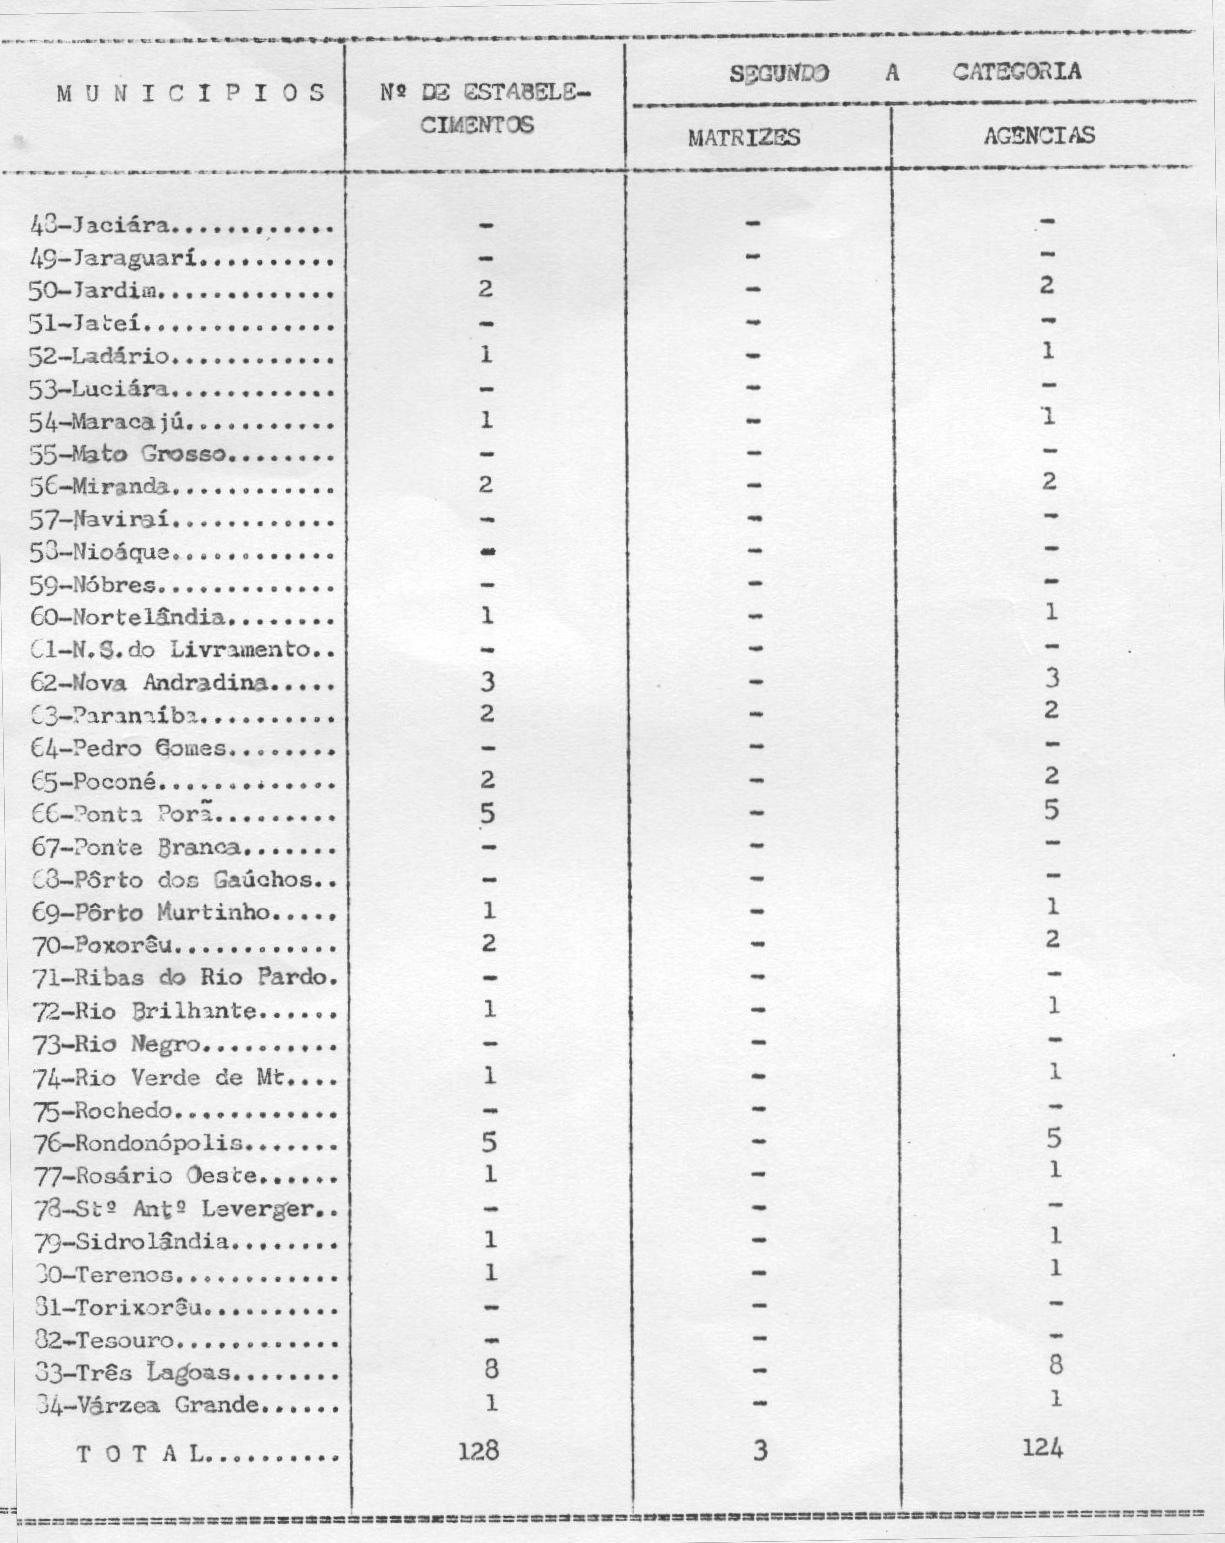 MUNICIPIOS Nº DE ESTABELE-CIMENTOS SEGUNDO A CATEGORIA
MATRIZES AGENCIAS
48-Jaciára............ - - -
49-Jaraguarí.......... - - -
50-Jardim............. 2 - 2
51-Jateí.............. - - -
52-Ladário............ 1 - 1
53-Luciára............ - - -
54-Maracajú........... 1 - 1
55-Mato Grosso........ - - -
56-Miranda............ 2 - 2
57-Naviraí............ - - -
58-Nioáque............ - - -
59-Nóbres............. - - -
60-Nortelândia........ 1 - 1
61-N.S.do Livramento.. - - -
62-Nova Andradina..... 3 - 3
63-Paranaíba.......... 2 - 2
64-Pedro Gomes........ - - -
65-Poconé............. 2 - 2
66-Ponta Porã......... 5 - 5
67-Ponte Branca....... - - -
68-Pôrto dos Gaúchos.. - - -
69-Pôrto Murtinho..... 1 - 1
70-Poxorêu............ 2 - 2
71-Ribas do Rio Pardo. - - -
72-Rio Brilhante...... 1 - 1
73-Rio Negro.......... - - -
74-Rio Verde de Mt.... 1 - 1
75-Rochedo............ - - -
76-Rondonópolis....... 5 - 5
77-Rosário Oeste...... 1 - 1
78-Stº Antº Leverger.. - - -
79-Sidrolândia........ 1 - 1
80-Terenos............ 1 - 1
81-Torixorêu.......... - - -
82-Tesouro............ - - -
83-Três Lagoas........ 8 - 8
84-Várzea Grande...... 1 - 1
TOTAL.......... 128 3 124